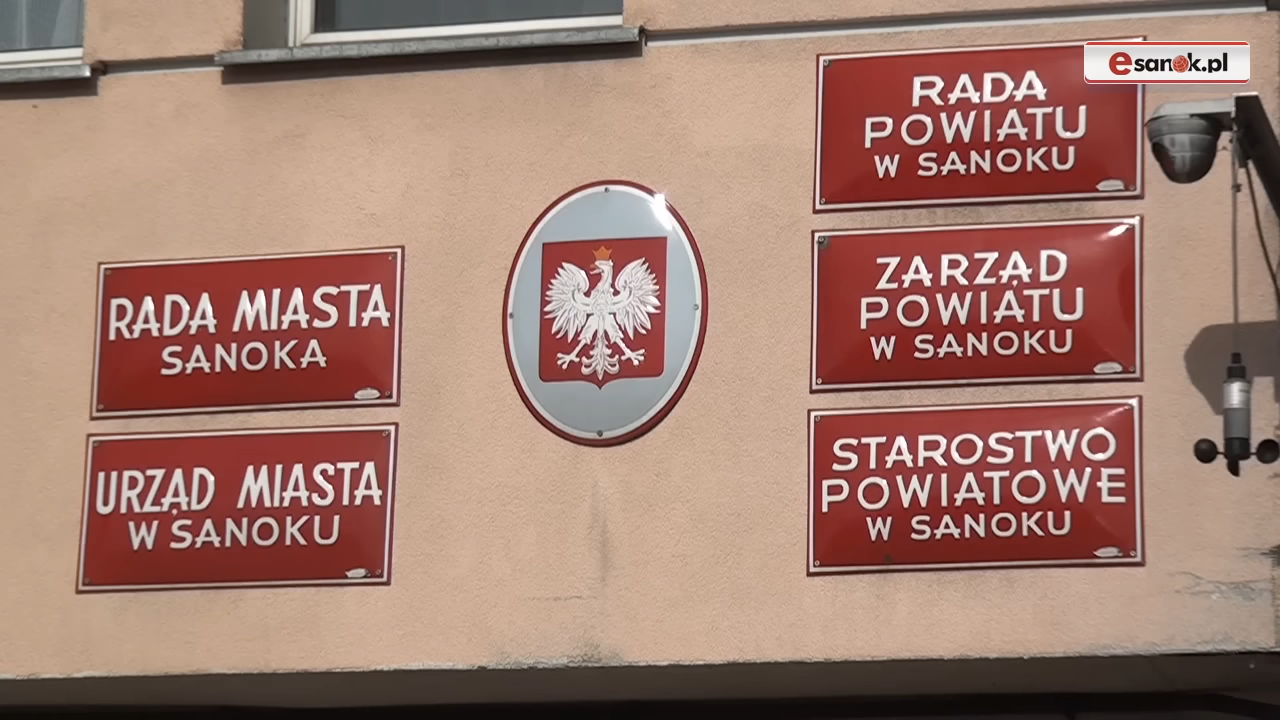 RADA MIASTA
SANOKA
URZĄD MIASTA
W SANOKU
esanok.pl
RADA
POWIATU
W SANOKU
ZARZĄD
POWIATU
W SANOKU
STAROSTWO
POWIATOWE
W SANOKU